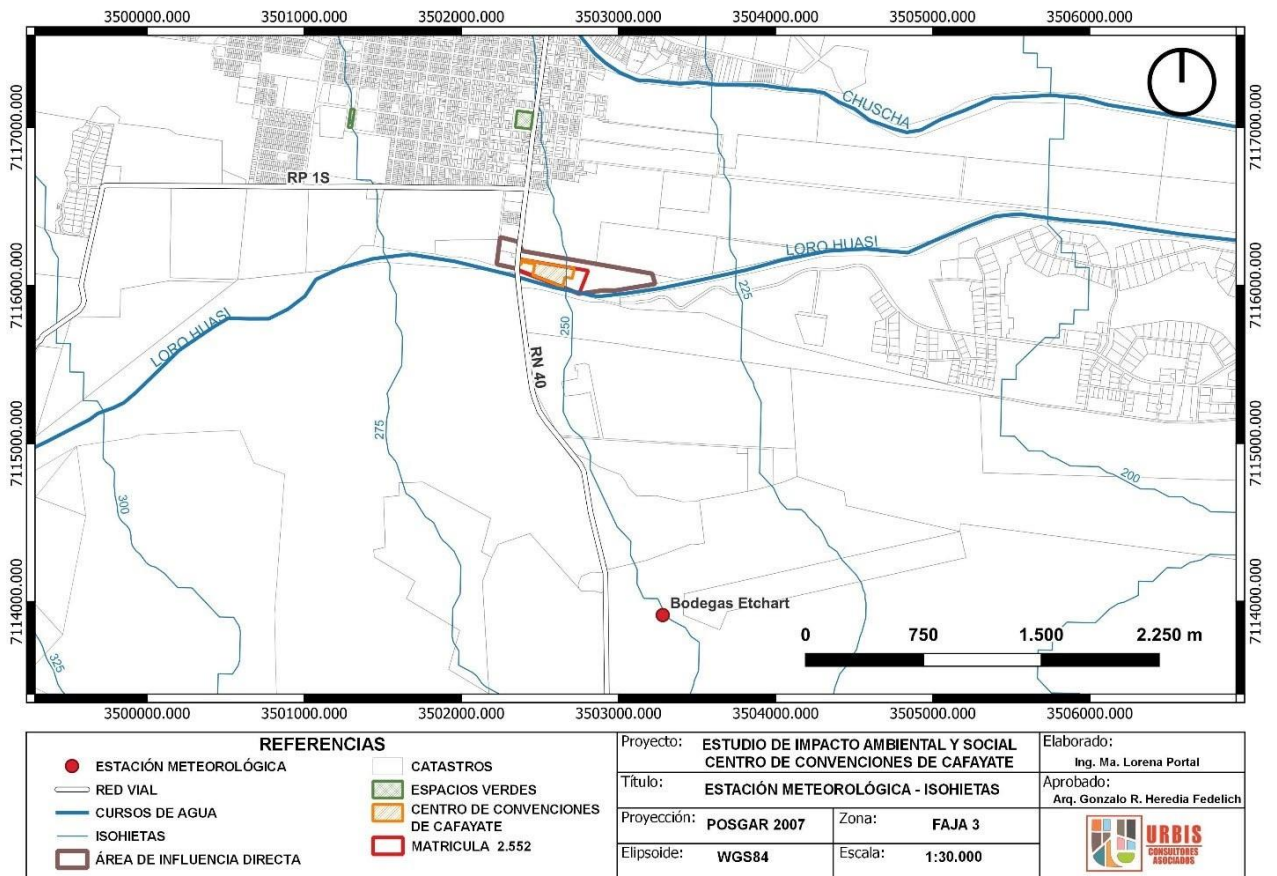 3500000.000 3501000.000 3502000.000 3503000.000 3504000.000 3505000.000 3506000.000
7117000.000
7116000.000
7115000.000
7114000.000
7117000.000
7116000.000
7115000.000
7114000.000
CHUSCHA
RP 1S
LORO HUASI
LORO HUASI
225
250
RN 40
275
300
200
325
Bodegas Etchart
0 750 1.500 2.250 m
3500000.000 3501000.000 3502000.000 3503000.000 3504000.000 3505000.000 3506000.000
REFERENCIAS
ESTACIÓN METEOROLÓGICA
RED VIAL
CURSOS DE AGUA
ISOHIETAS
ÁREA DE INFLUENCIA DIRECTA
CATASTROS
ESPACIOS VERDES
CENTRO DE CONVENCIONES
DE CAFAYATE
MATRICULA 2.552
Proyecto: ESTUDIO DE IMPACTO AMBIENTAL Y SOCIAL
CENTRO DE CONVENCIONES DE CAFAYATE
Título: ESTACIÓN METEOROLÓGICA - ISOHIETAS
Proyección: POSGAR 2007
Zona: FAJA 3
Elipsoide: WGS84
Escala: 1:30.000
Elaborado:
Ing. Ma. Lorena Portal
Aprobado:
Arq. Gonzalo R. Heredia Fedelich
URBIS
CONSULTORES
ASOCIADOS